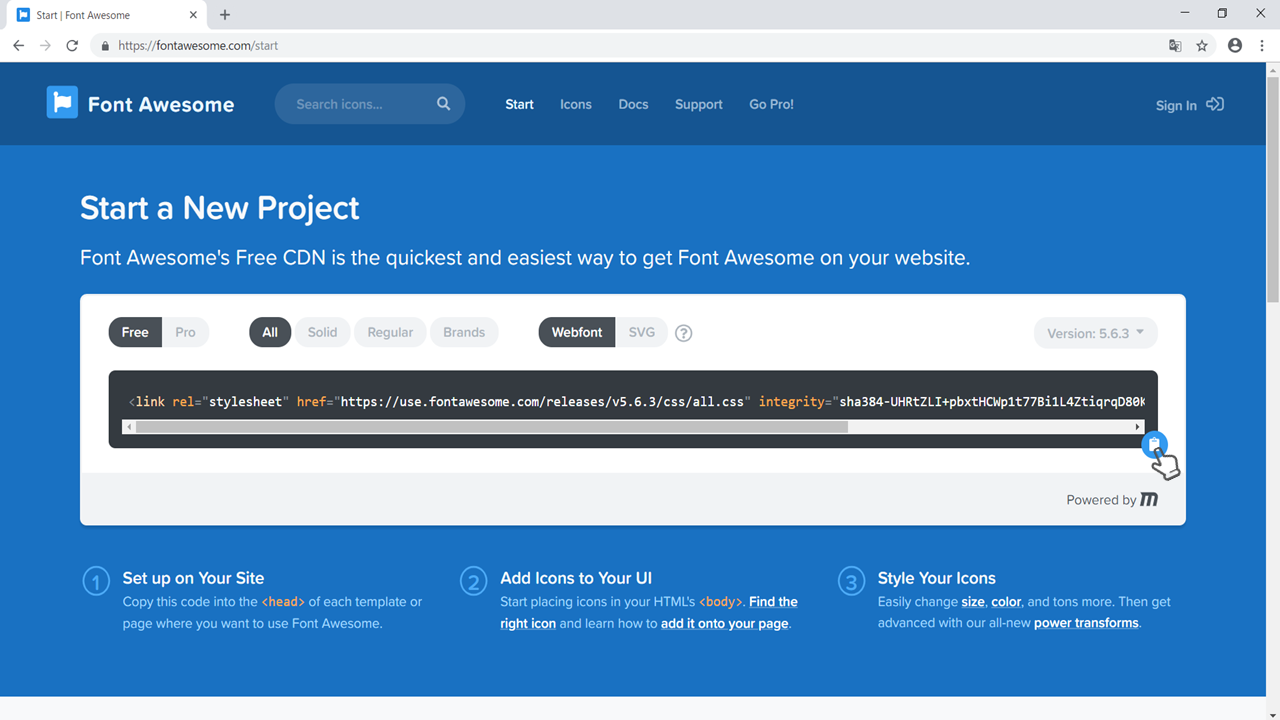 Start | Font Awesome
https://fontawesome.com/start
Font Awesome
Search icons...
Start
Icons
Docs
Support
Go Pro!
Sign In
Start a New Project
Font Awesome's Free CDN is the quickest and easiest way to get Font Awesome on your website.
Free
Pro
All
Solid
Regular
Brands
Webfont
SVG
?
Version: 5.6.3
<link rel="stylesheet" href="https://use.fontawesome.com/releases/v5.6.3/css/all.css" integrity="sha384-UHRtZLI+pbxtHCWp1t77Bi1L4ZtiqrqD80K
Powered by m
1
Set up on Your Site
Copy this code into the <head> of each template or
page where you want to use Font Awesome.
2
Add Icons to Your UI
Start placing icons in your HTML's <body>. Find the
right icon and learn how to add it onto your page.
3
Style Your Icons
Easily change size, color, and tons more. Then get
advanced with our all-new power transforms.